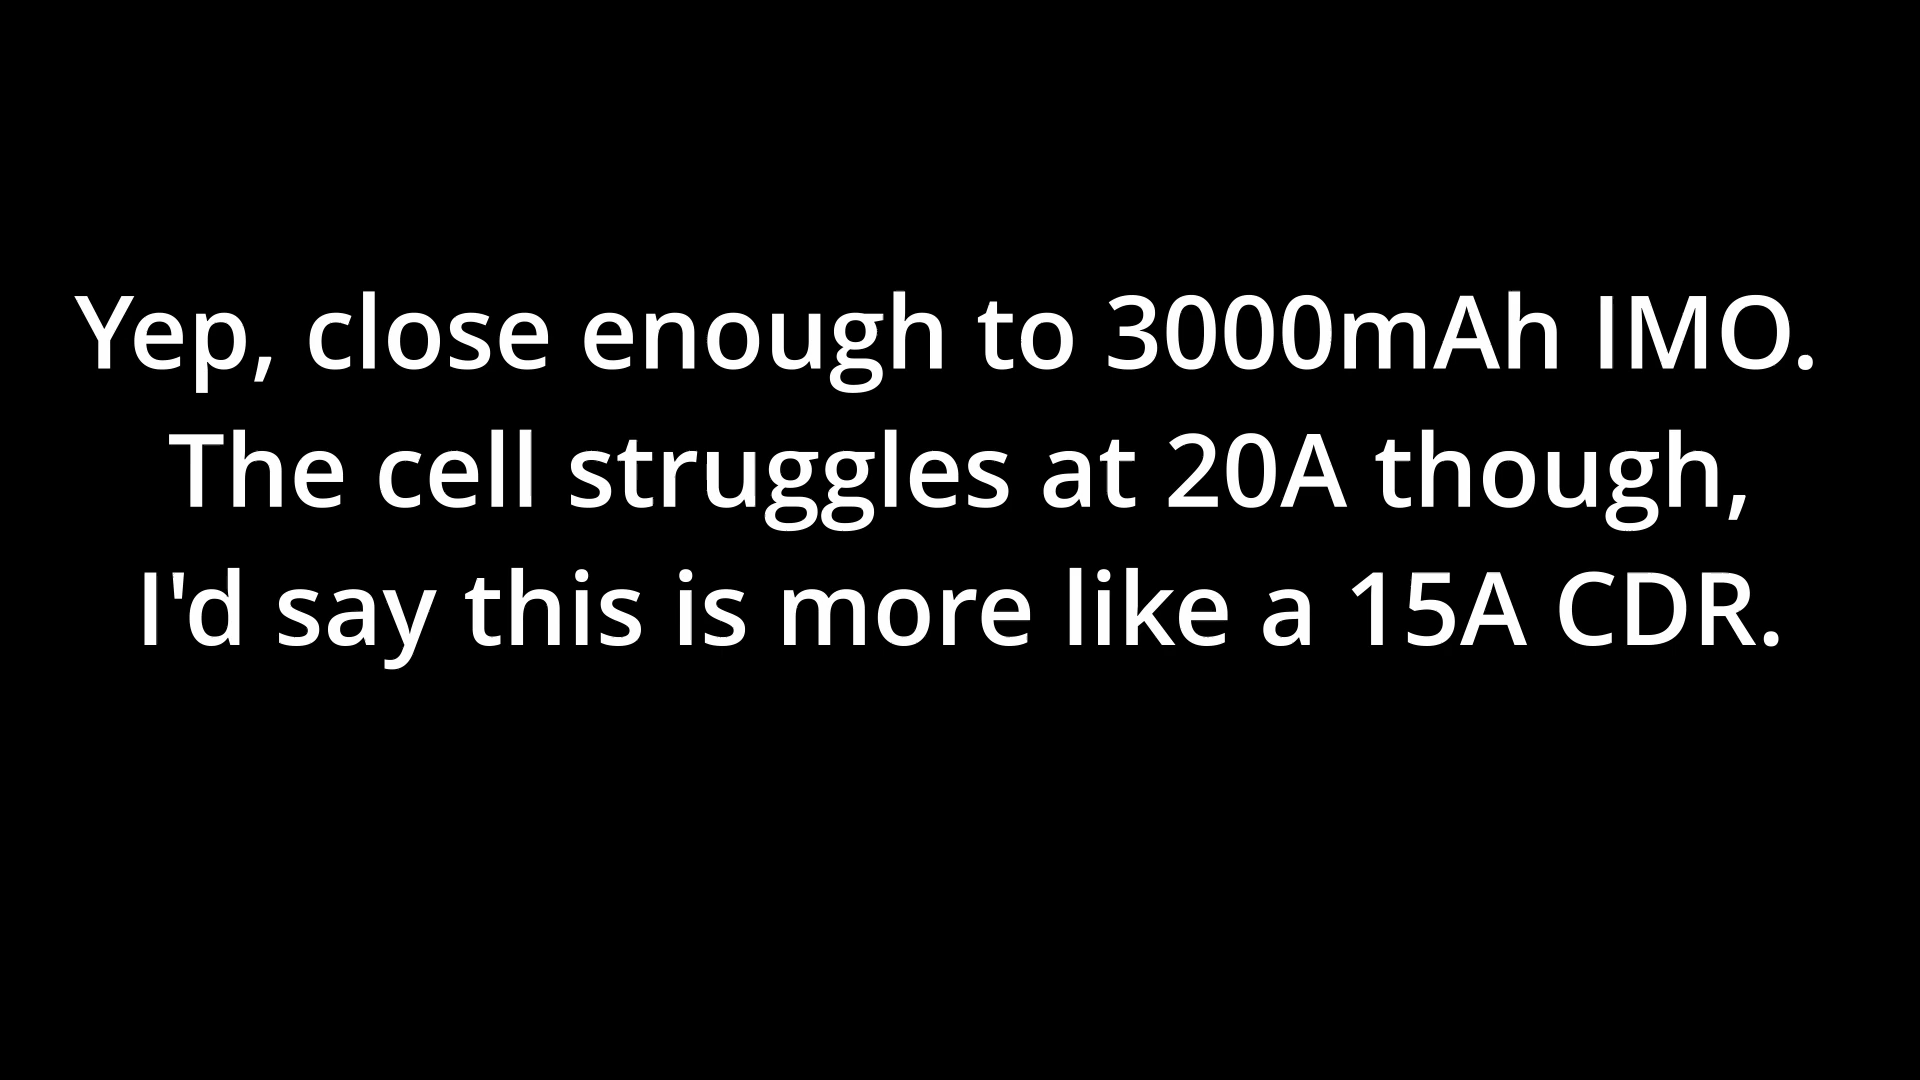 Yep, close enough to 3000mAh IMO.
The cell struggles at 20A though,
I'd say this is more like a 15A CDR.